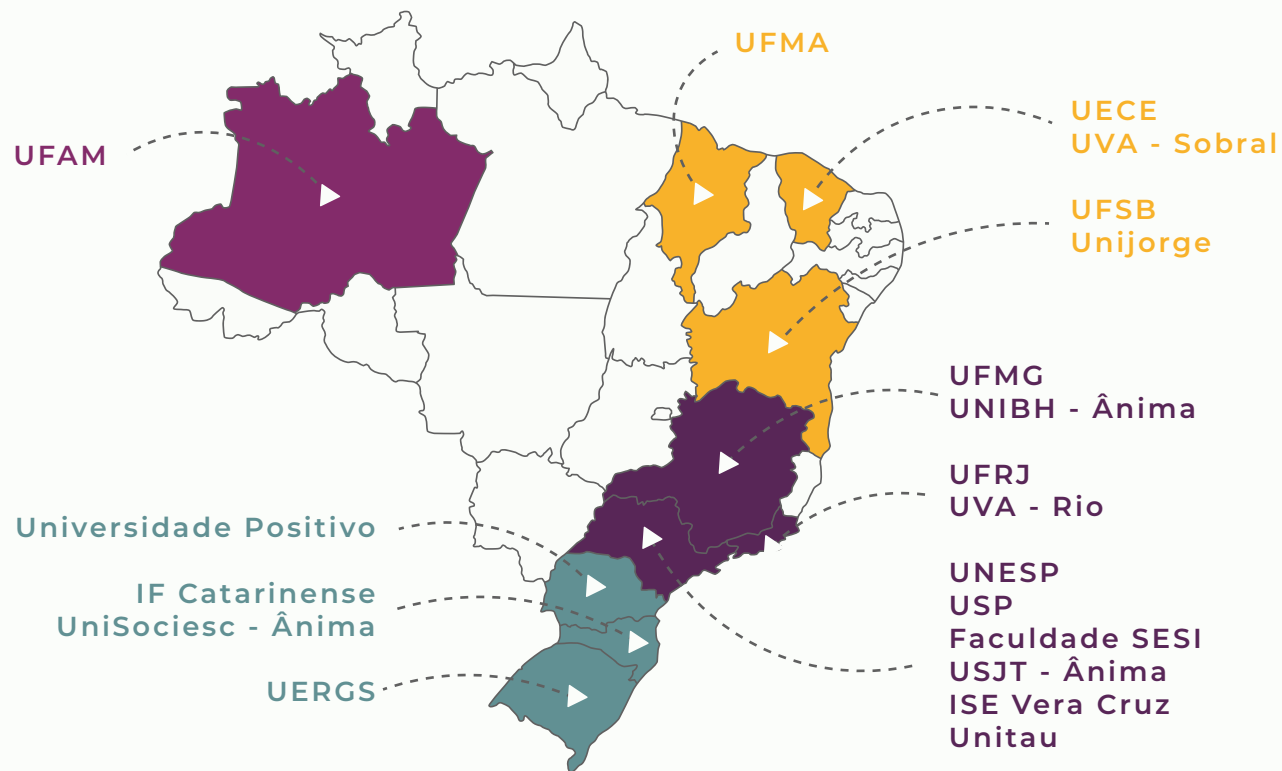 UFMA
UECE
UVA - Sobral
UFAM
UFSB
Unijorge
UFMG
UNIBH - Ânima
UFRJ
UVA - Rio
Universidade Positivo
IF Catarinense
UniSociesc - Ânima
UERGS
UNESP
USP
Faculdade SESI
USJT - Ânima
ISE Vera Cruz
Unitau